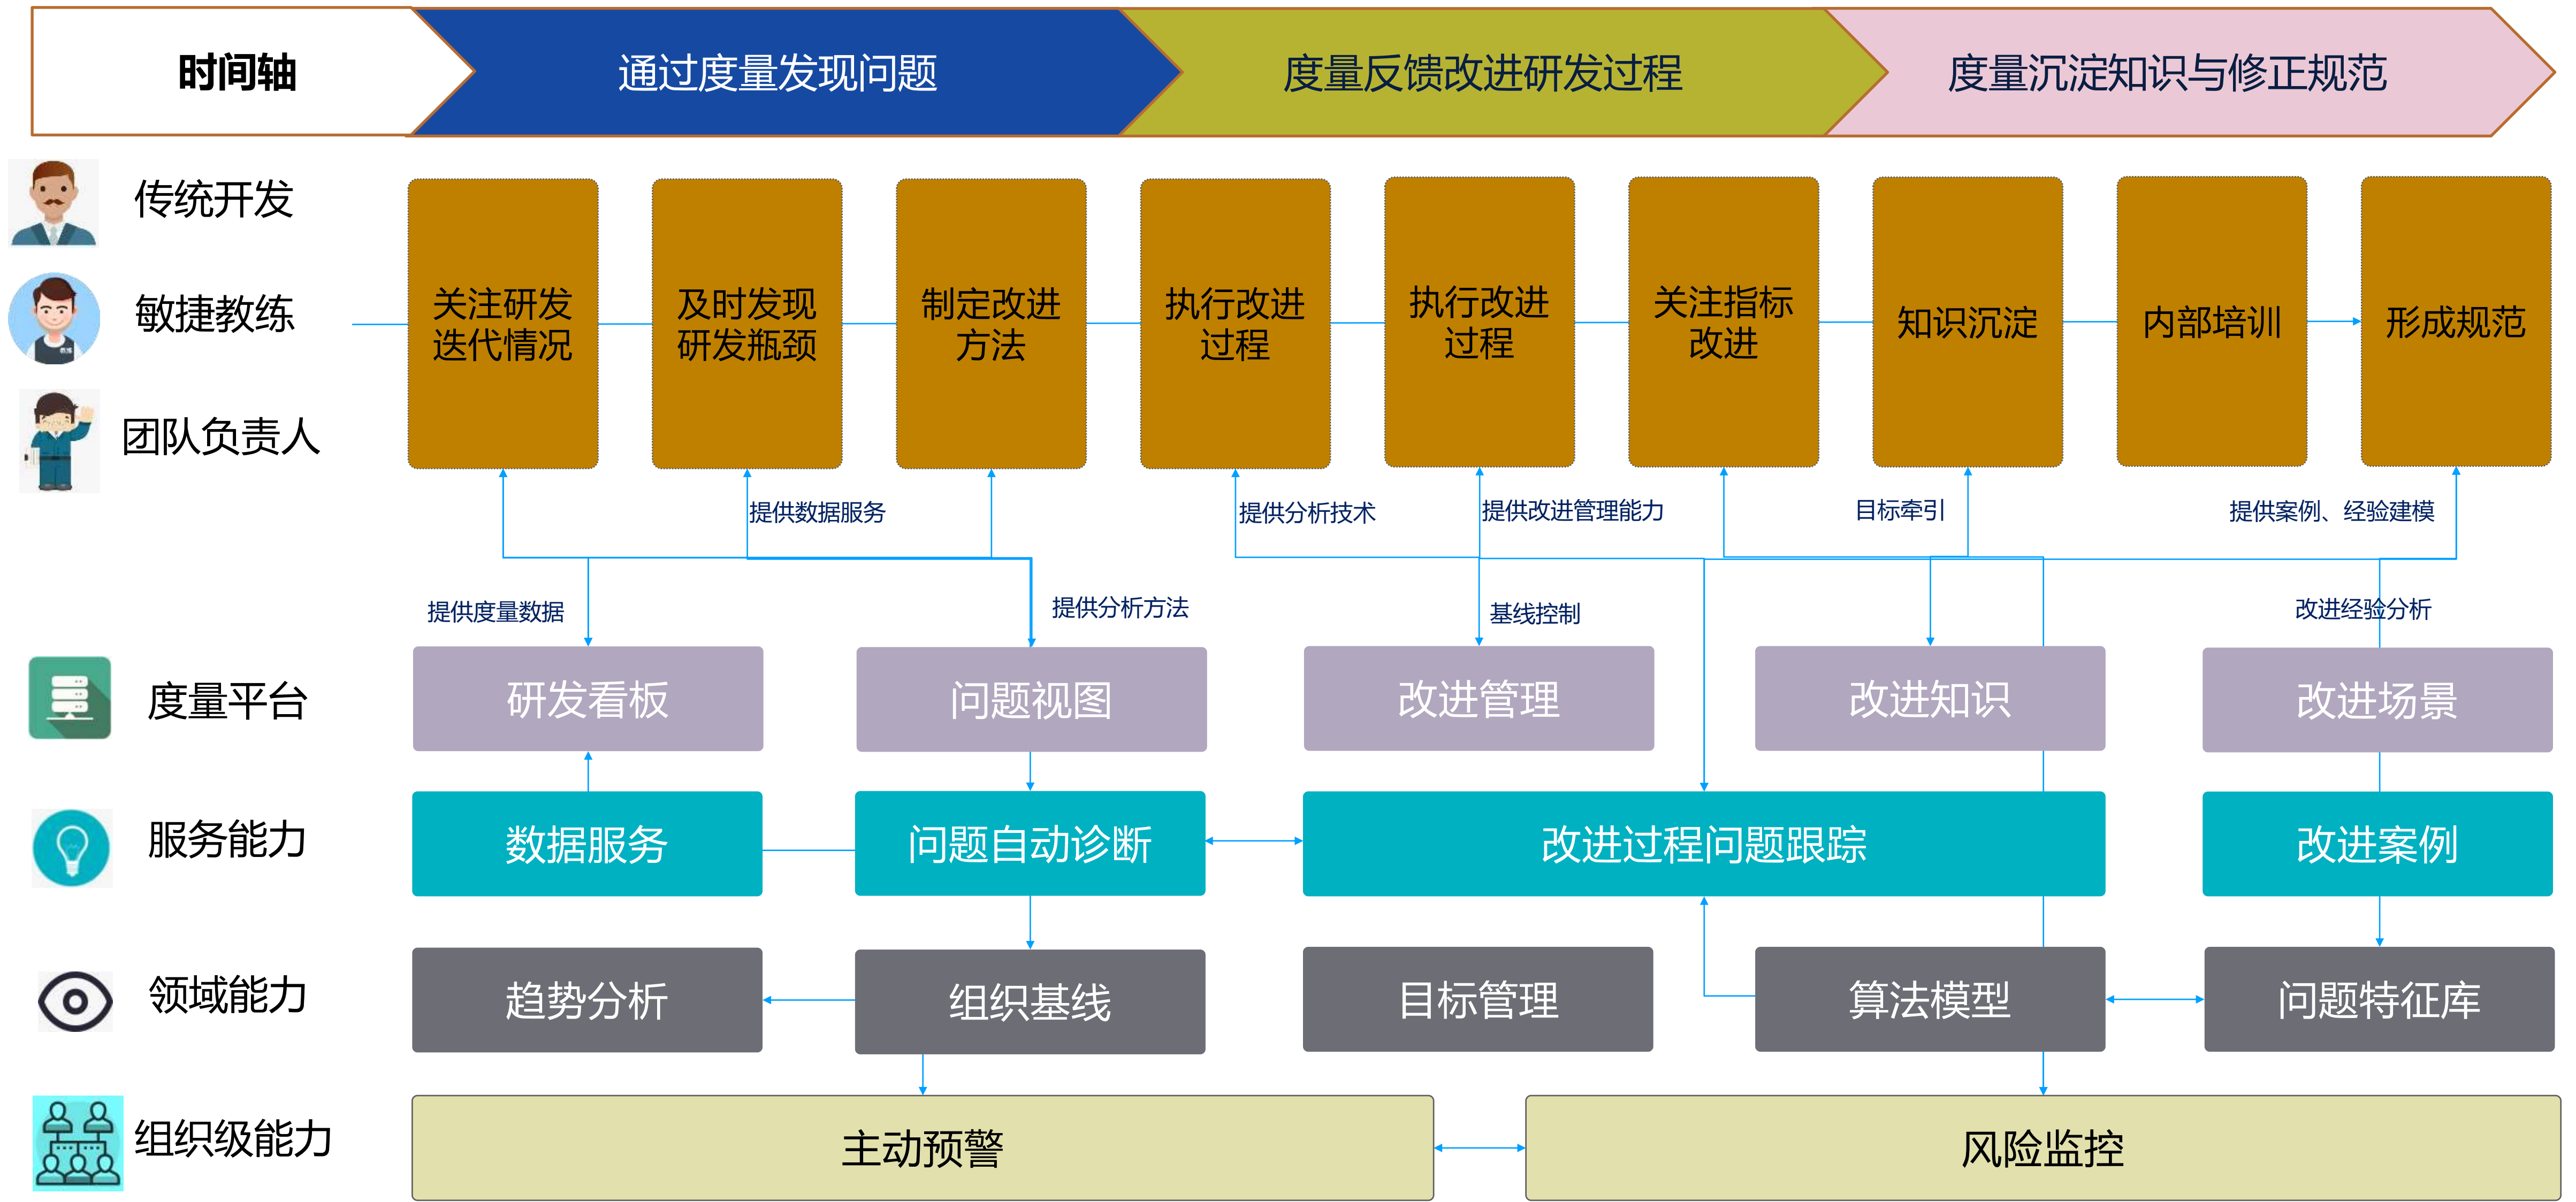 时间轴
通过度量发现问题
度量反馈改进研发过程
度量沉淀知识与修正规范
传统开发
敏捷教练
团队负责人
关注研发
迭代情况
及时发现
研发瓶颈
制定改进
方法
执行改进
过程
执行改进
过程
关注指标
改进
知识沉淀
内部培训
形成规范
提供数据服务
提供分析技术
提供改进管理能力
目标牵引
提供案例、经验建模
提供度量数据
提供分析方法
基线控制
改进经验分析
度量平台
研发看板
问题视图
改进管理
改进知识
改进场景
服务能力
数据服务
问题自动诊断
改进过程问题跟踪
改进案例
领域能力
趋势分析
组织基线
目标管理
算法模型
问题特征库
组织级能力
主动预警
风险监控